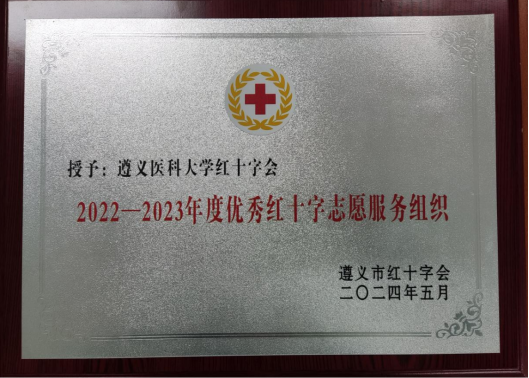 授予：遵义医科大学红十字会
2022—2023年度优秀红十字志愿服务组织
遵义市红十字会
二〇二四年五月